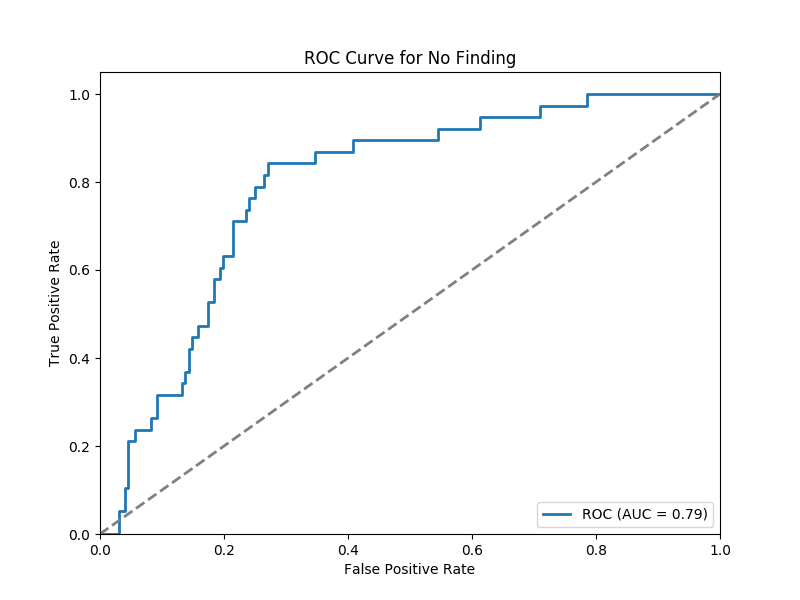 ROC Curve for No Finding
True Positive Rate
1.0
0.8
0.6
0.4
0.2
0.0
ROC (AUC = 0.79)
0.0 0.2 0.4 0.6 0.8 1.0
False Positive Rate